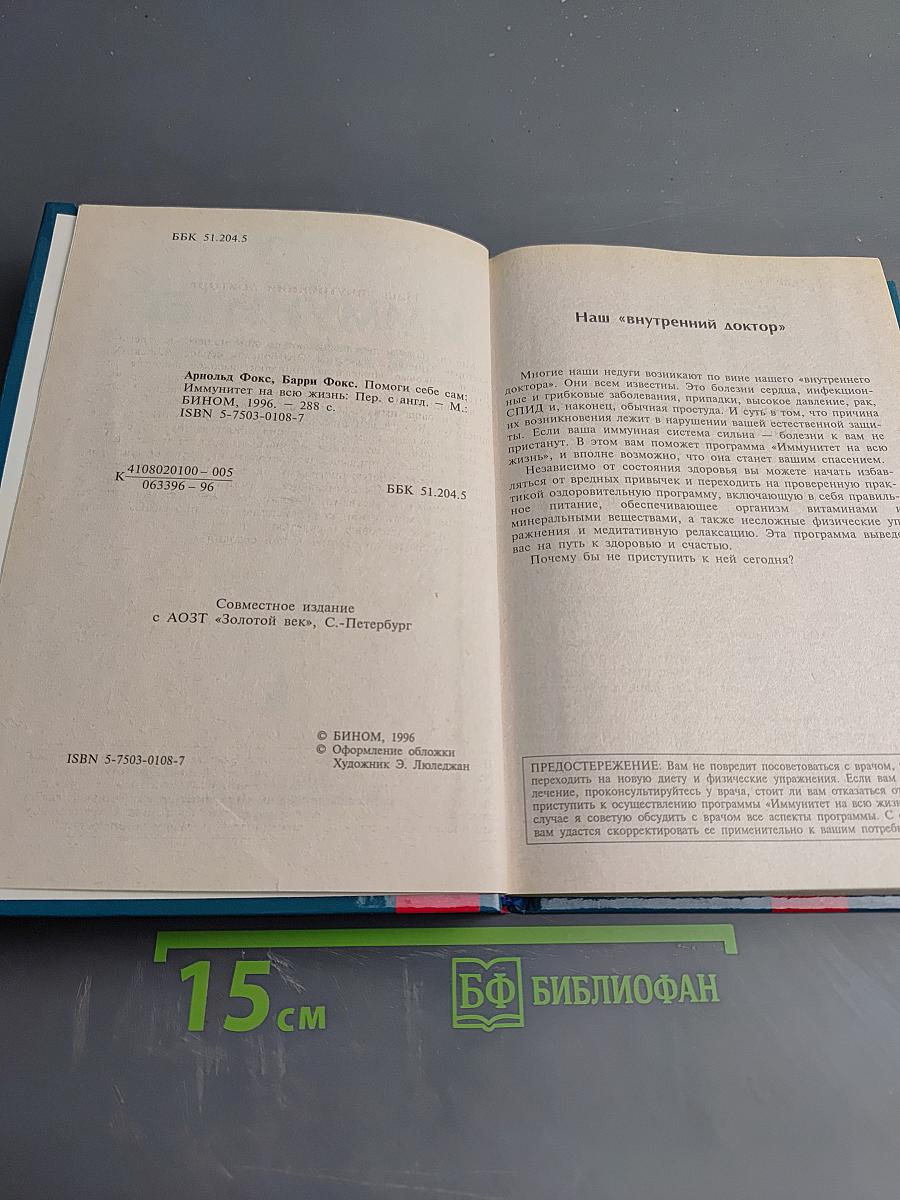 ББК 51.204.5
Арнольд Фокс, Барри Фокс. Помоги себе сам:
Иммунитет на всю жизнь: Пер. с англ. – М.:
БИНОМ, 1996. – 288 с.
ISBN 5-7503-0108-7
К 4108020100 – 005
063396 – 96
ББК 51.204.5
Совместное издание
с АОЗТ «Золотой век», С.-Петербург
© БИНОМ, 1996
© Оформление обложки
Художник Э. Люледжан
ISBN 5-7503-0108-7
Наш «внутренний доктор»
Многие наши недуги возникают по вине нашего «внутреннего
доктора». Они всем известны. Это болезни сердца, инфекцион-
ные и грибковые заболевания, припадки, высокое давление, рак,
СПИД и, наконец, обычная простуда. И суть в том, что причина
их возникновения лежит в нарушении вашей естественной защи-
ты. Если ваша иммунная система сильна — болезни к вам не
пристанут. В этом вам поможет программа «Иммунитет на всю
жизнь», и вполне возможно, что она станет вашим спасением.
Независимо от состояния здоровья вы можете начать избав-
ляться от вредных привычек и переходить на проверенную прак-
тикой оздоровительную программу, включающую в себя правиль-
ное питание, обеспечивающее организм витаминами и
минеральными веществами, а также несложные физические уп
ражнения и медитативную релаксацию. Эта программа вывед
вас на путь к здоровью и счастью.
Почему бы не приступить к ней сегодня?
ПРЕДОСТЕРЕЖЕНИЕ: Вам не повредит посоветоваться с врачом,
переходить на новую диету и физические упражнения. Если вам
лечение, проконсультируйтесь у врача, стоит ли вам отказаться от
приступить к осуществлению программы «Иммунитет на всю жиз
случае я советую обсудить с врачом все аспекты программы. С
вам удастся скорректировать ее применительно к вашим потреб
15 см
БФ БИБЛИОФАН